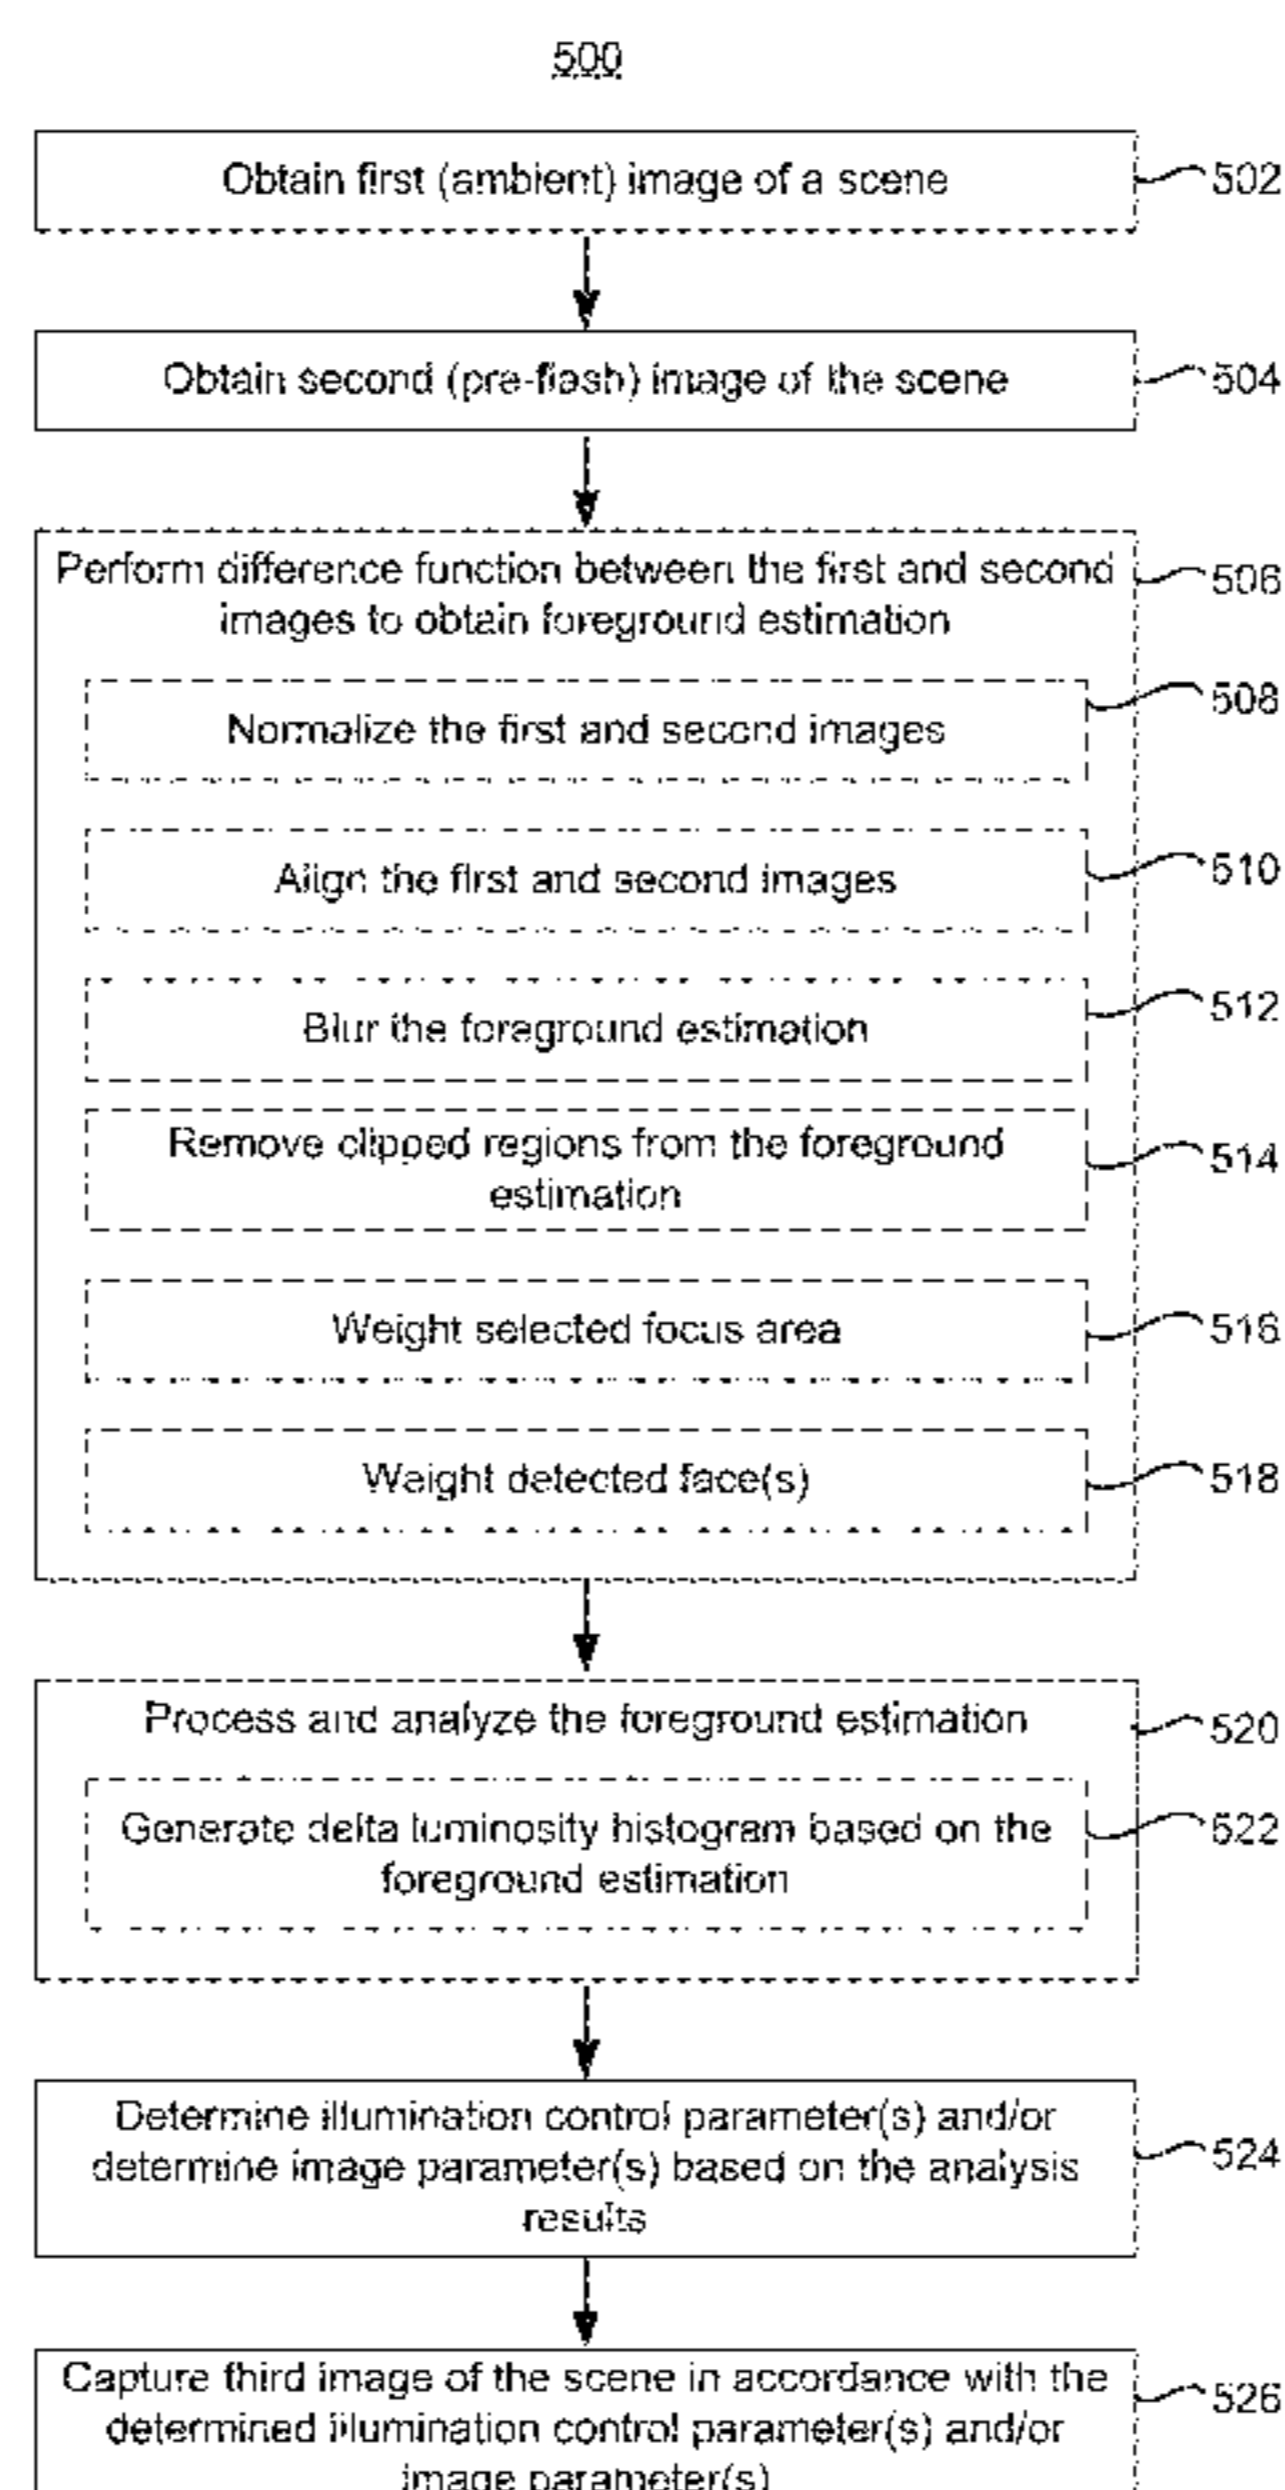 500
Obtain first (ambient) image of a scene
502
Obtain second (pre-flash) image of the scene
504
Perform difference function between the first and second
images to obtain foreground estimation
506
Normalize the first and second images
508
Align the first and second images
510
Blur the foreground estimation
512
Remove clipped regions from the foreground
estimation
514
Weight selected focus area
516
Weight detected face(s)
518
Process and analyze the foreground estimation
520
Generate delta luminosity histogram based on the
foreground estimation
522
Determine illumination control parameter(s) and/or
determine image parameter(s) based on the analysis
results
524
Capture third image of the scene in accordance with the
determined illumination control parameter(s) and/or
image parameter(s)
526